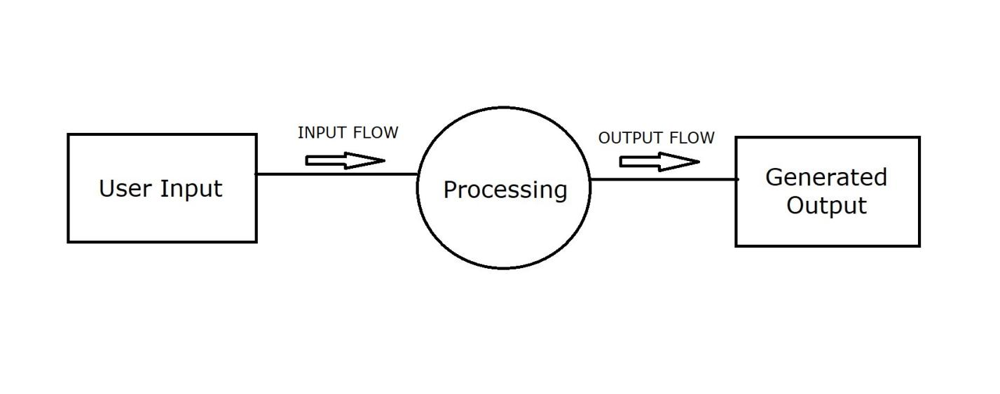 User Input
INPUT FLOW
Processing
OUTPUT FLOW
Generated
Output